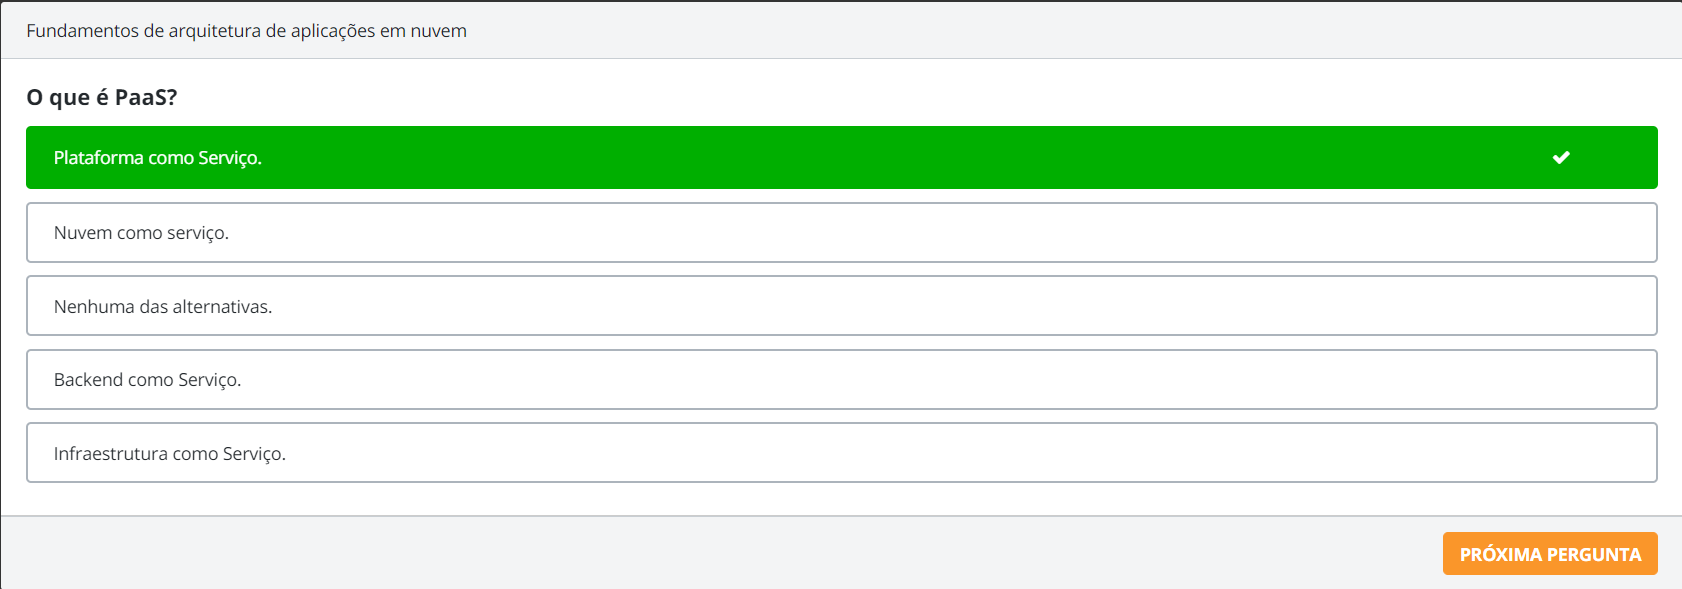 Fundamentos de arquitetura de aplicações em nuvem
O que é PaaS?
Plataforma como Serviço.
Nuvem como serviço.
Nenhuma das alternativas.
Backend como Serviço.
Infraestrutura como Serviço.
PRÓXIMA PERGUNTA